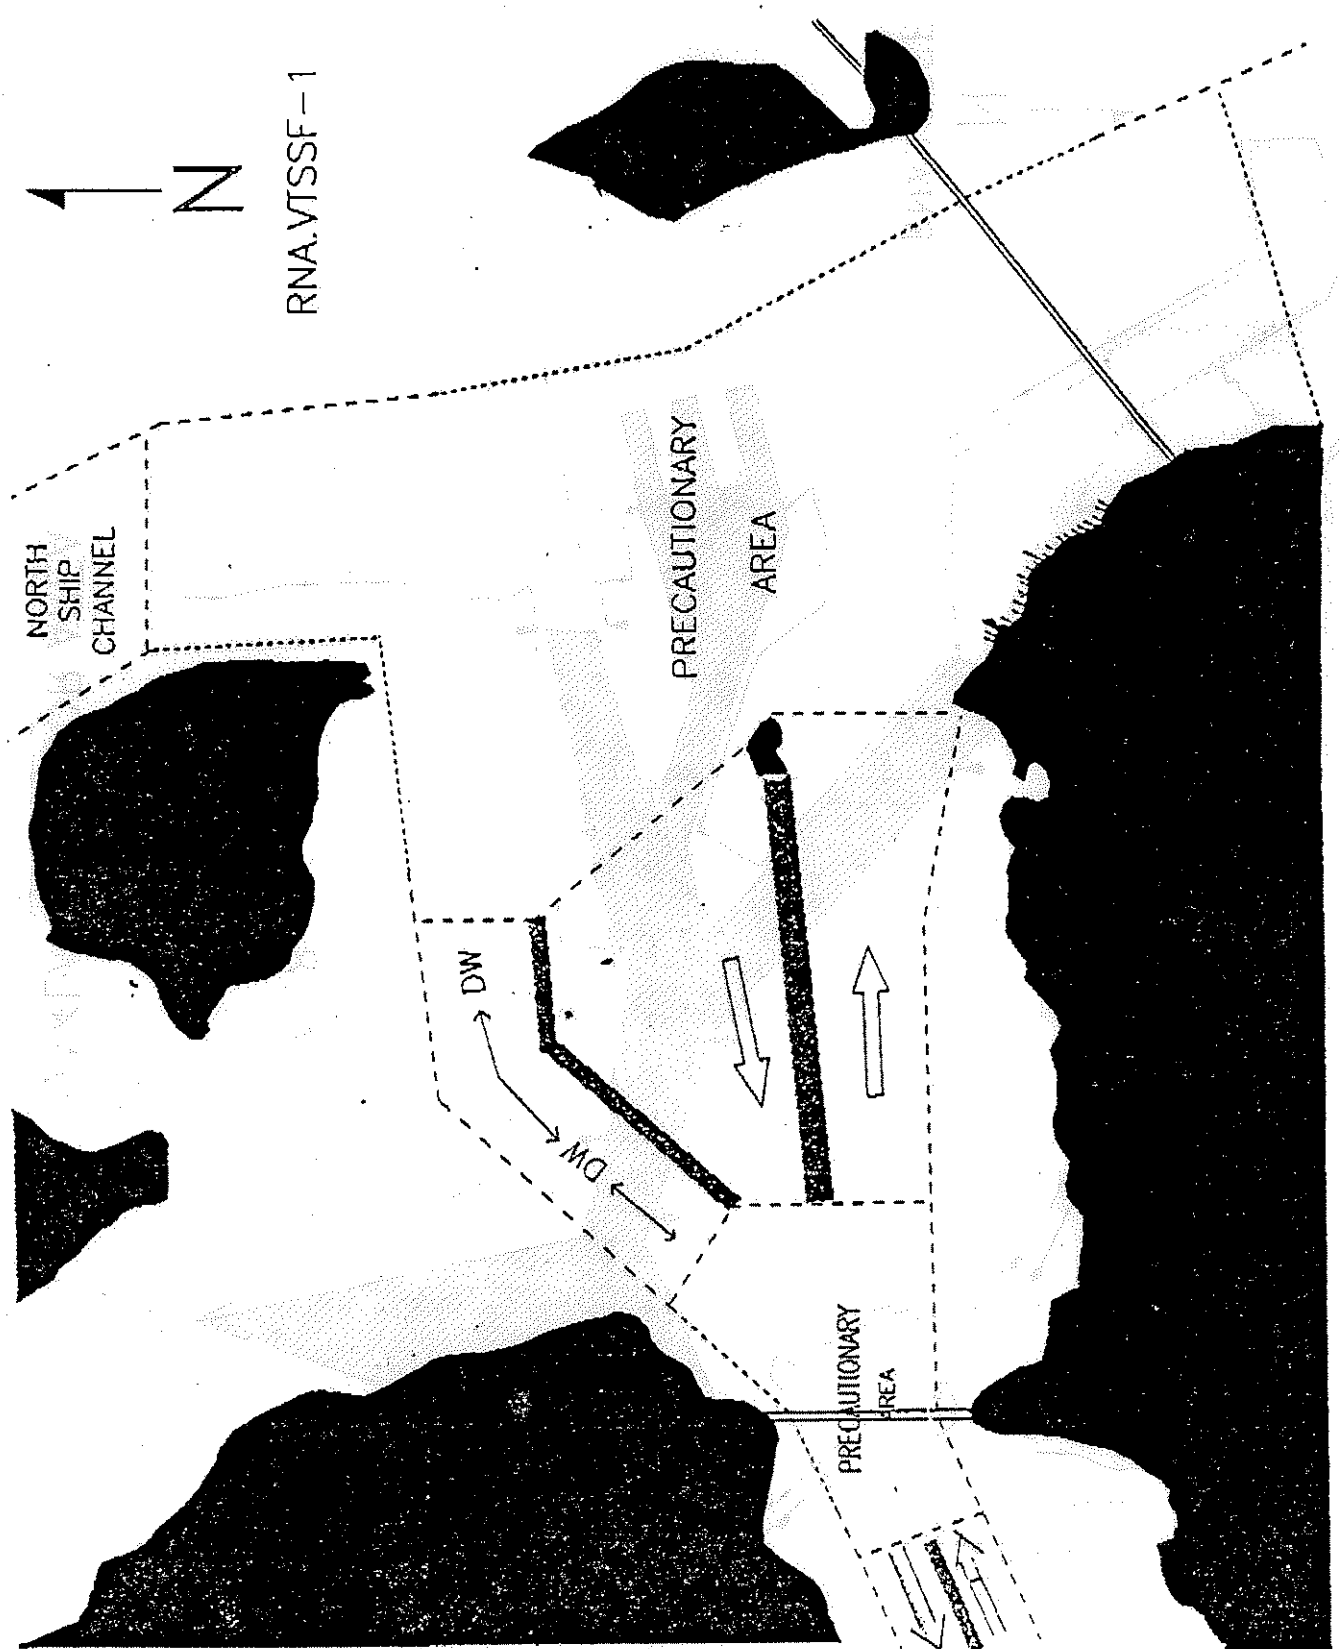 N
RNA.VTSSF-1
NORTH
SHIP
CHANNEL
PRECAUTIONARY
AREA
DW
DW
PRECAUTIONARY
AREA